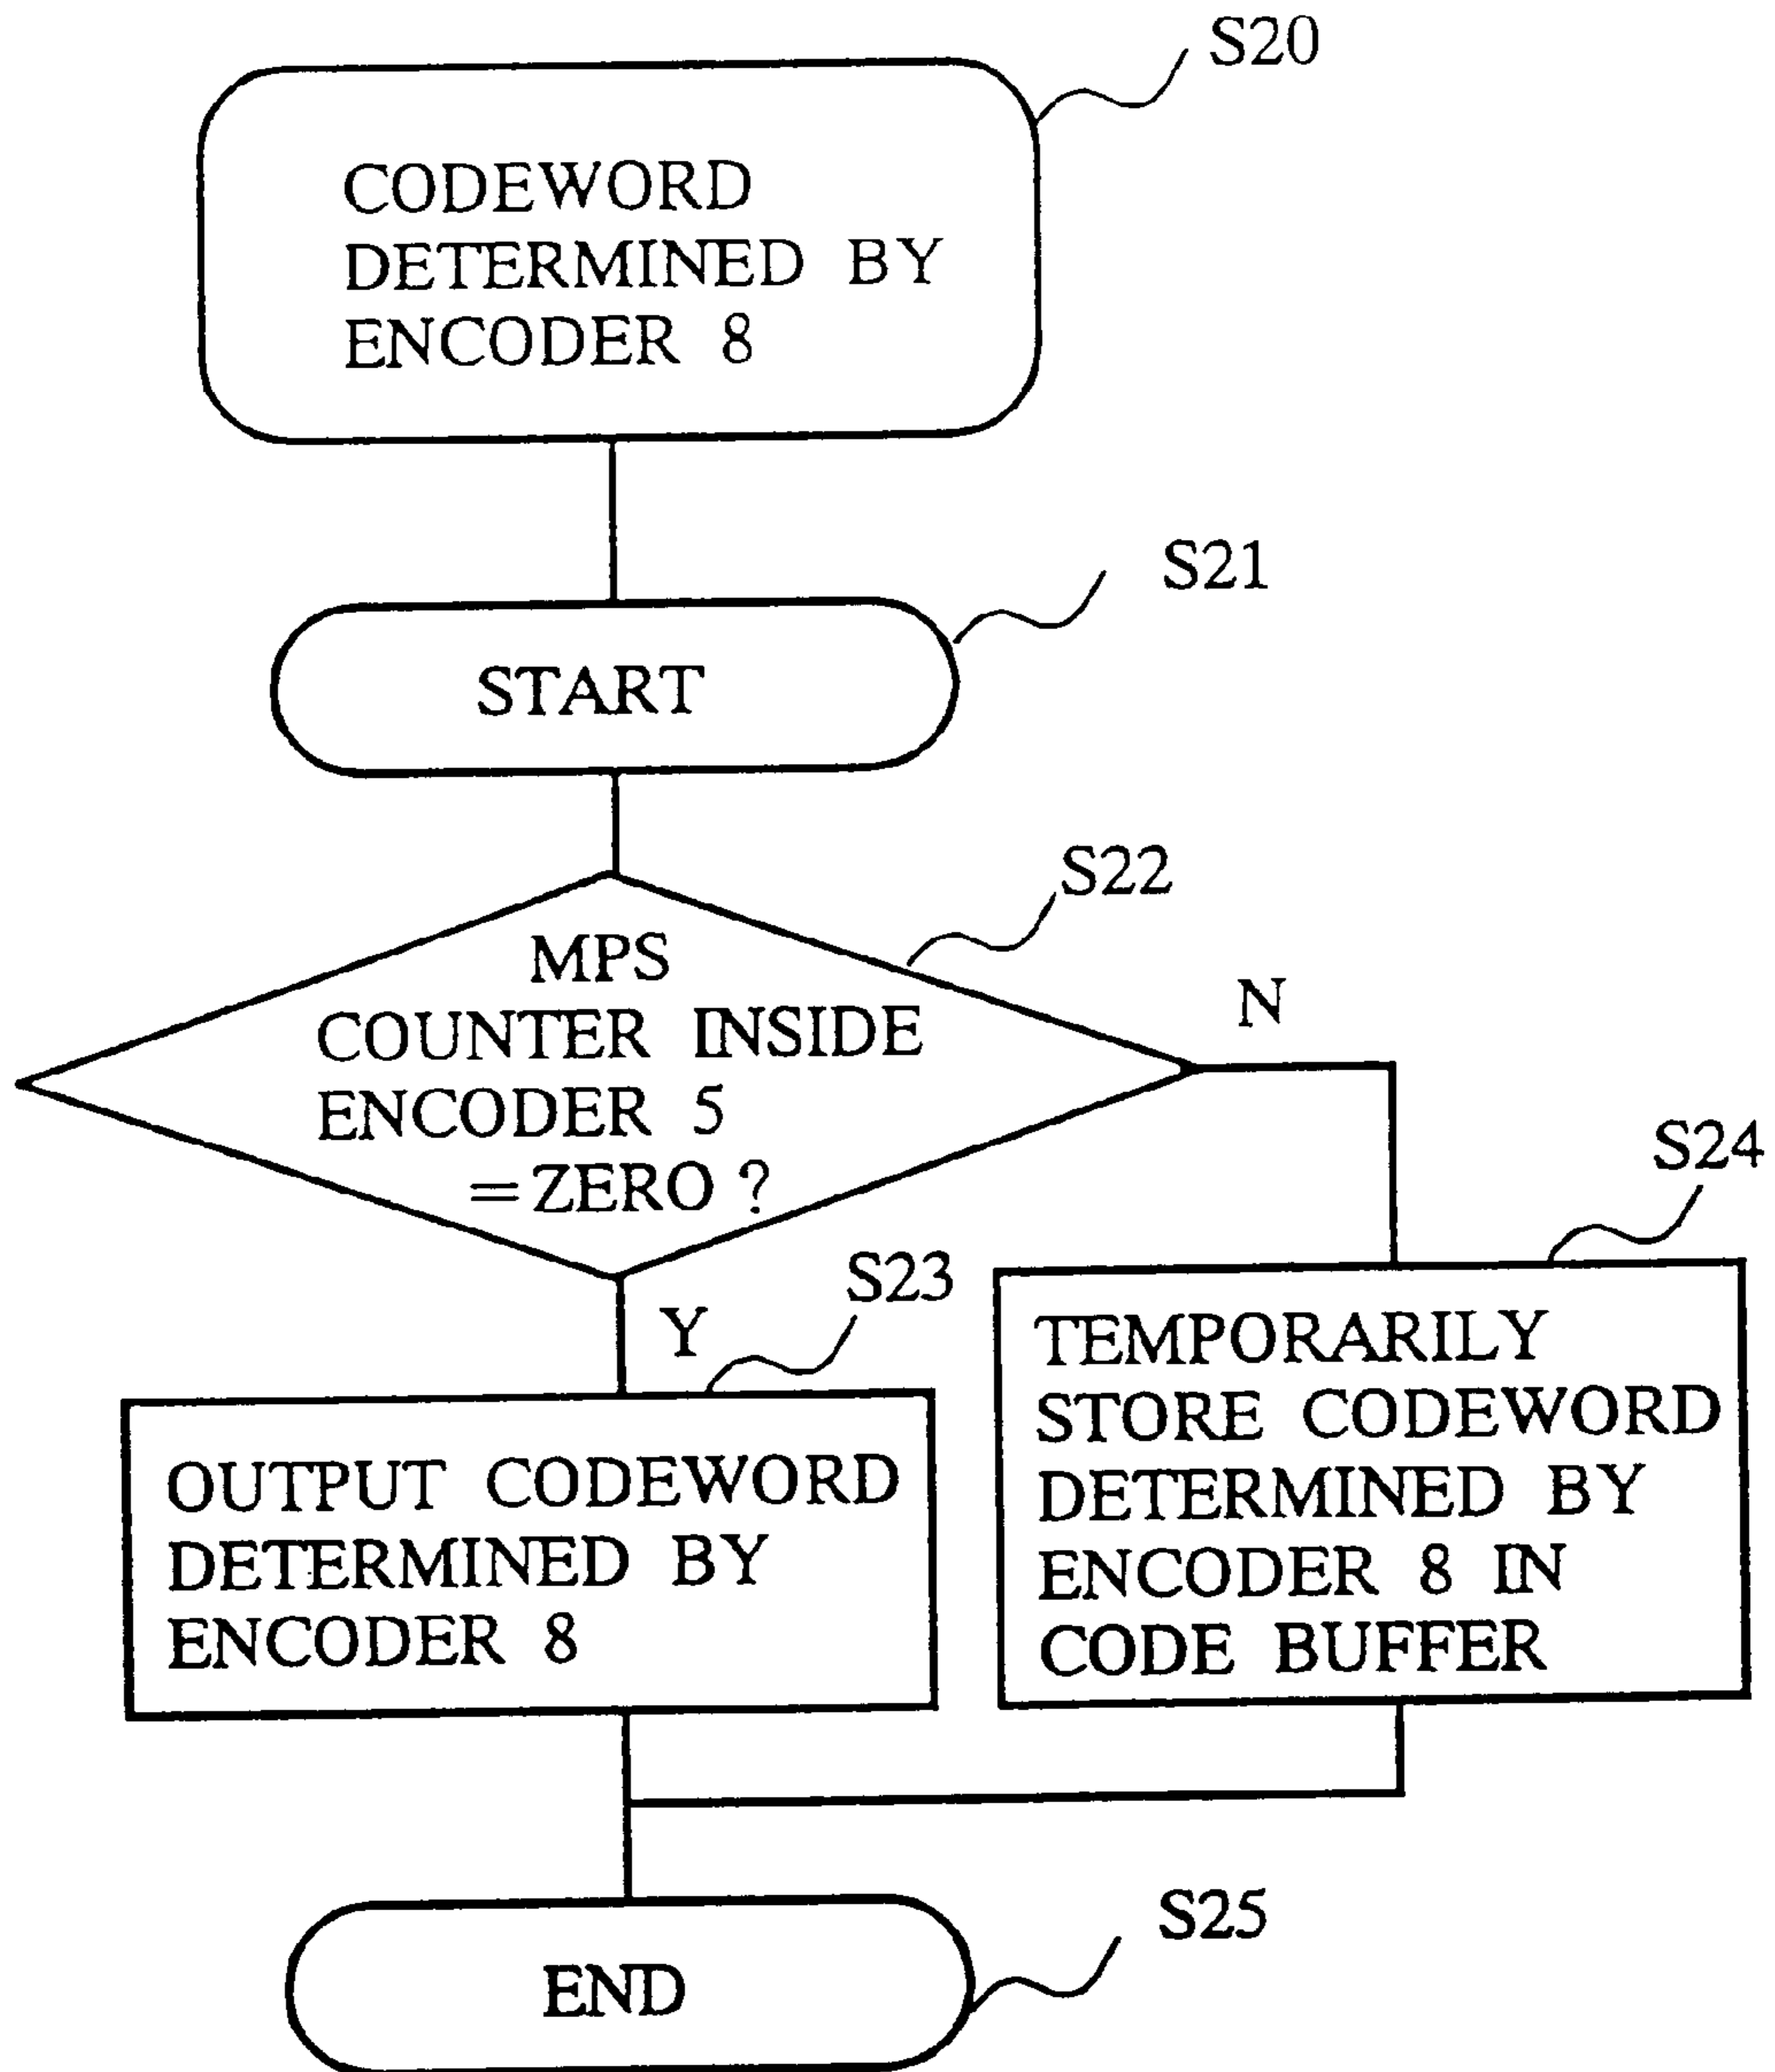 S20
CODEWORD
DETERMINED BY
ENCODER 8
S21
START
S22
MPS
COUNTER INSIDE
ENCODER 5
=ZERO ?
N
S24
S23
Y
TEMPORARILY
STORE CODEWORD
DETERMINED BY
ENCODER 8 IN
CODE BUFFER
OUTPUT CODEWORD
DETERMINED BY
ENCODER 8
S25
END